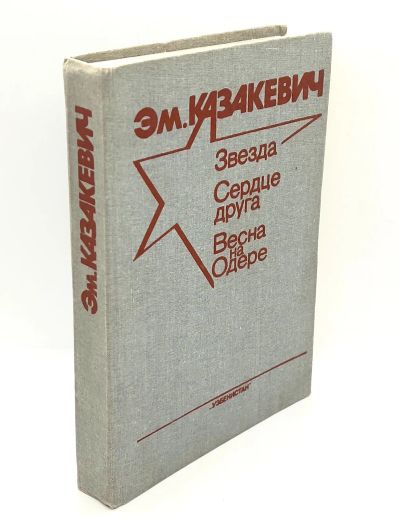 Эм. КАЗАКЕВИЧ
Эм. КАЗАКЕВИЧ
Звезда
Сердце
друга
Весна
на
Одере
„УЗБЕКИСТАН”